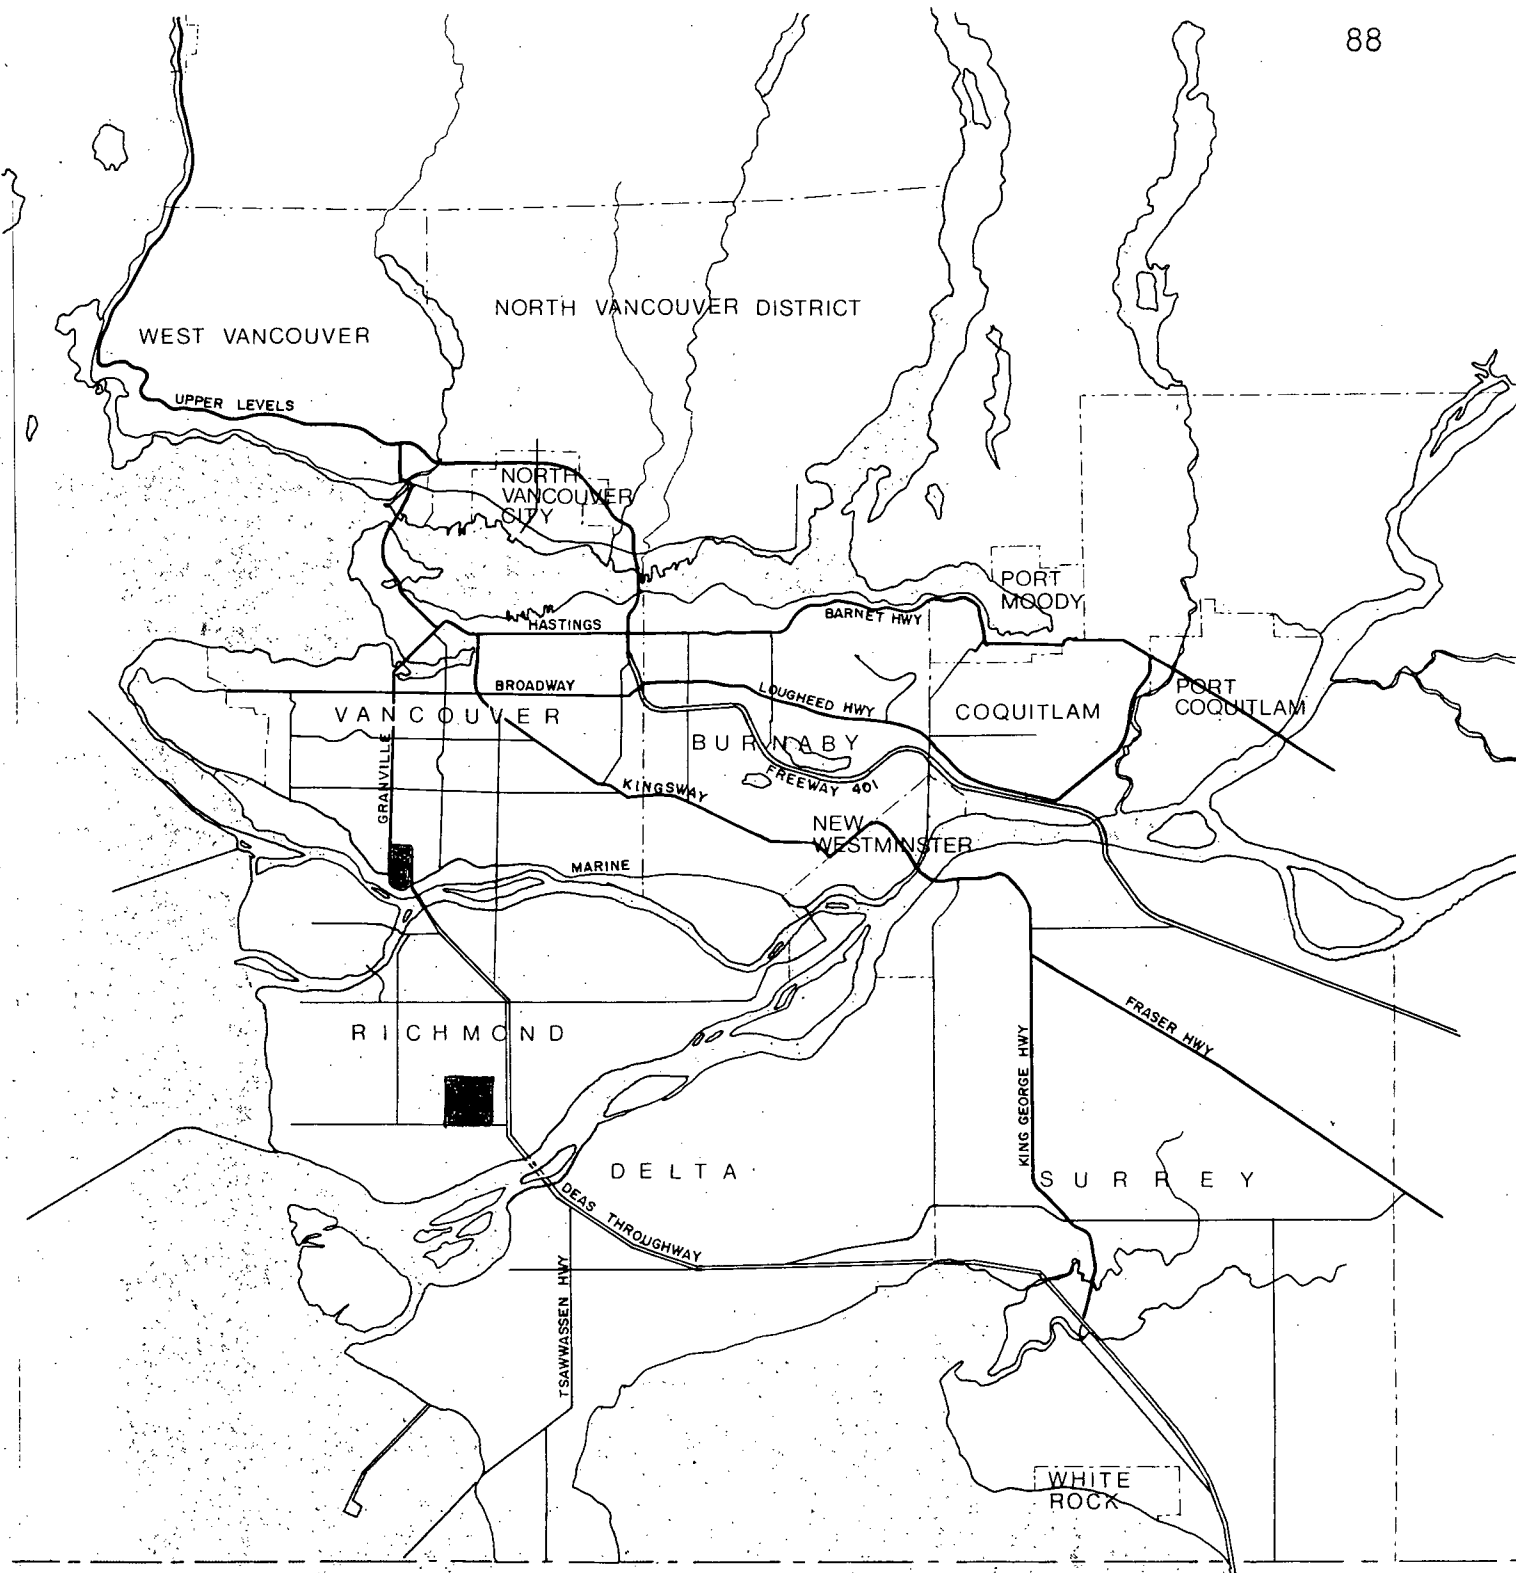 88
NORTH VANCOUVER DISTRICT
WEST VANCOUVER
UPPER LEVELS
NORTH
VANCOUVER
CITY
PORT
MOODY
BARNET HWY
HASTINGS
BROADWAY
LOUGHEED HWY
PORT
COQUITLAM
VANCOUVER
COQUITLAM
BURNABY
GRANVILLE
FREEWAY 401
KINGSWAY
NEW
WESTMINSTER
MARINE
RICHMOND
FRASER HWY
KING GEORGE HWY
DELTA
SURREY
DEAS THROUGHWAY
TSAWWASSEN HWY
WHITE
ROCK